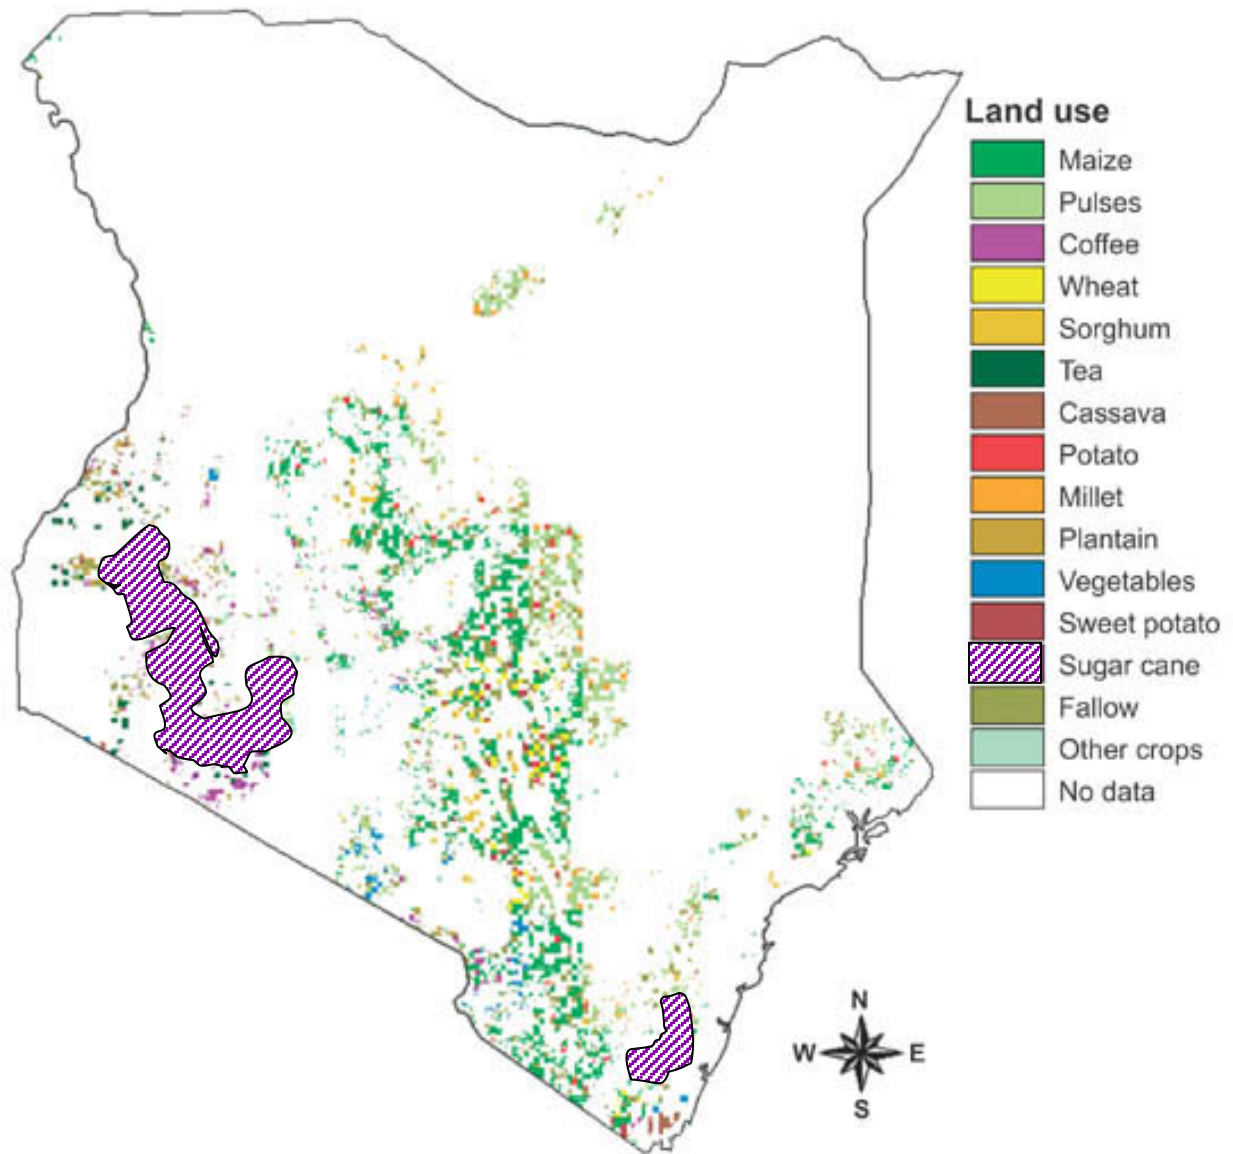 Land use
Maize
Pulses
Coffee
Wheat
Sorghum
Tea
Cassava
Potato
Millet
Plantain
Vegetables
Sweet potato
Sugar cane
Fallow
Other crops
No data
N
W E
S